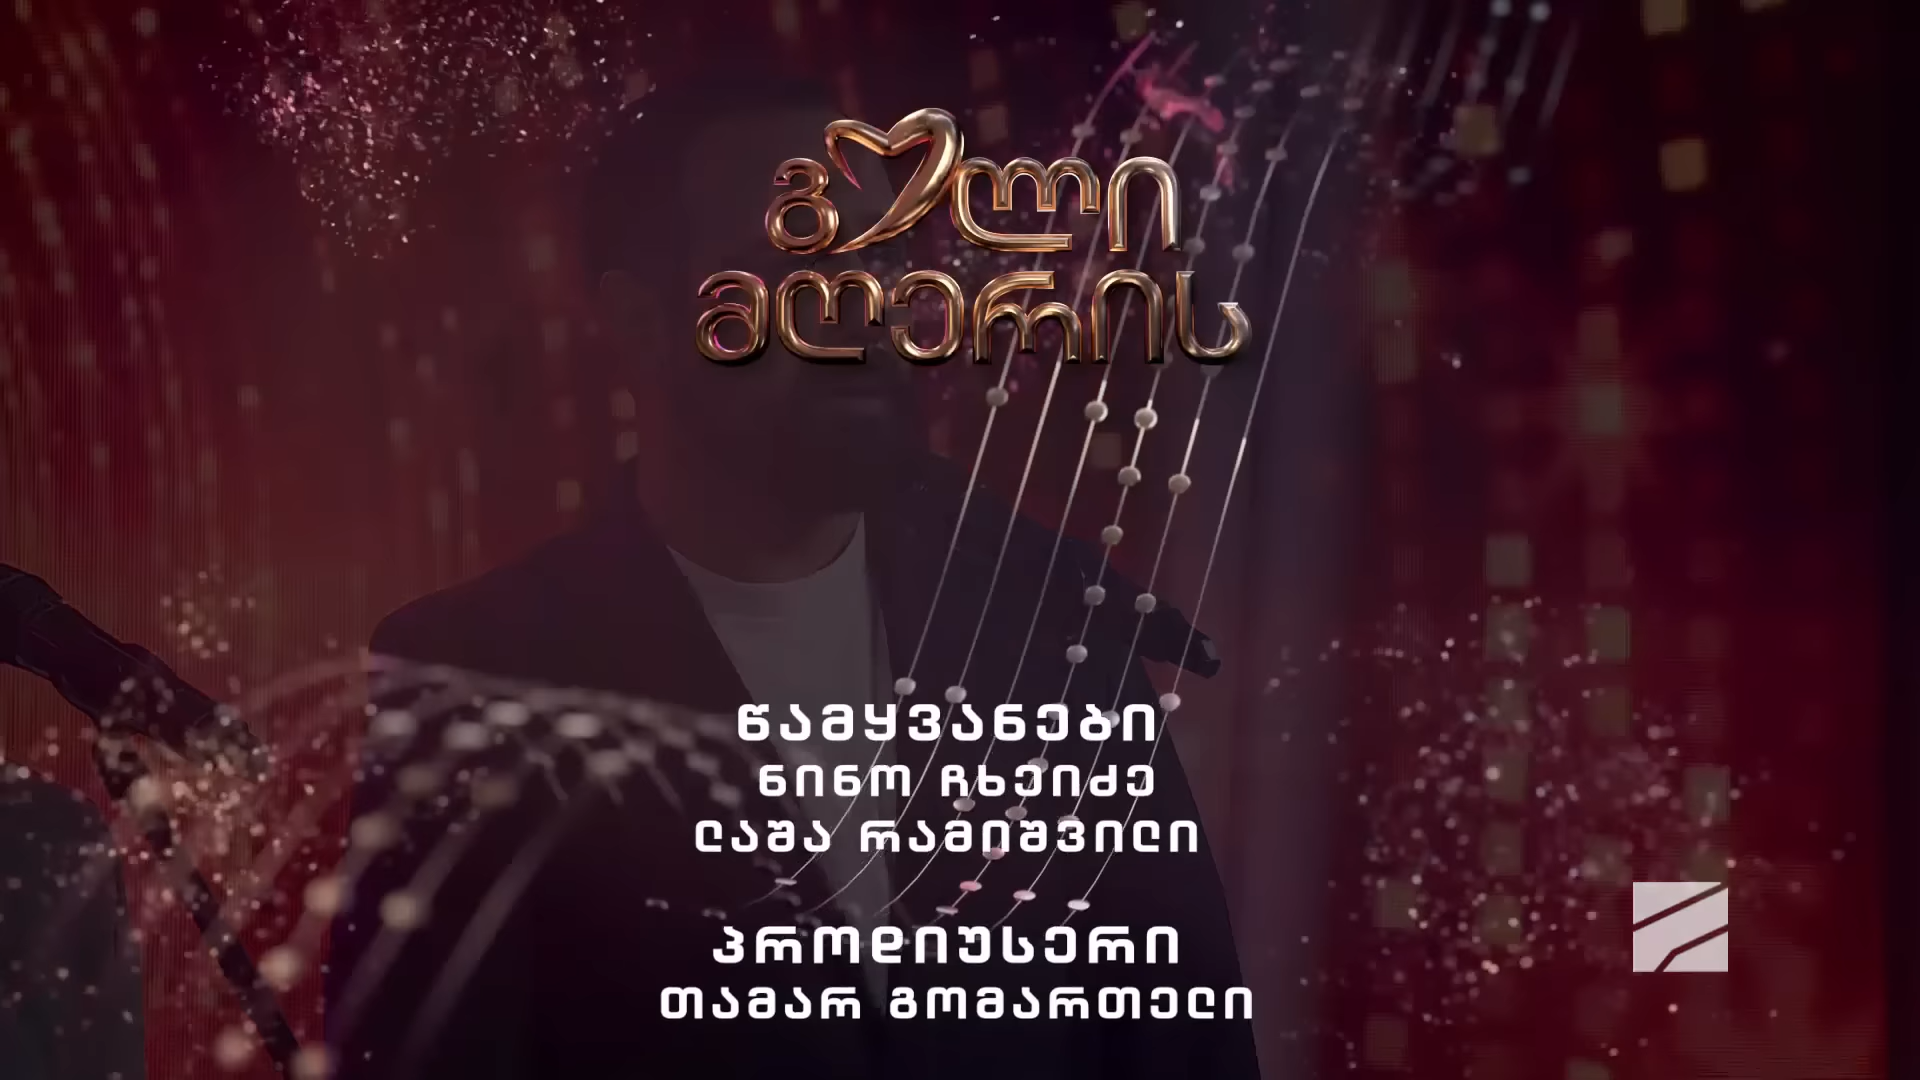 გული
მღერის
წამყვანები
ნინო ჩხეიძე
ლაშა რამიშვილი
პროდიუსერი
თამარ გომართელი